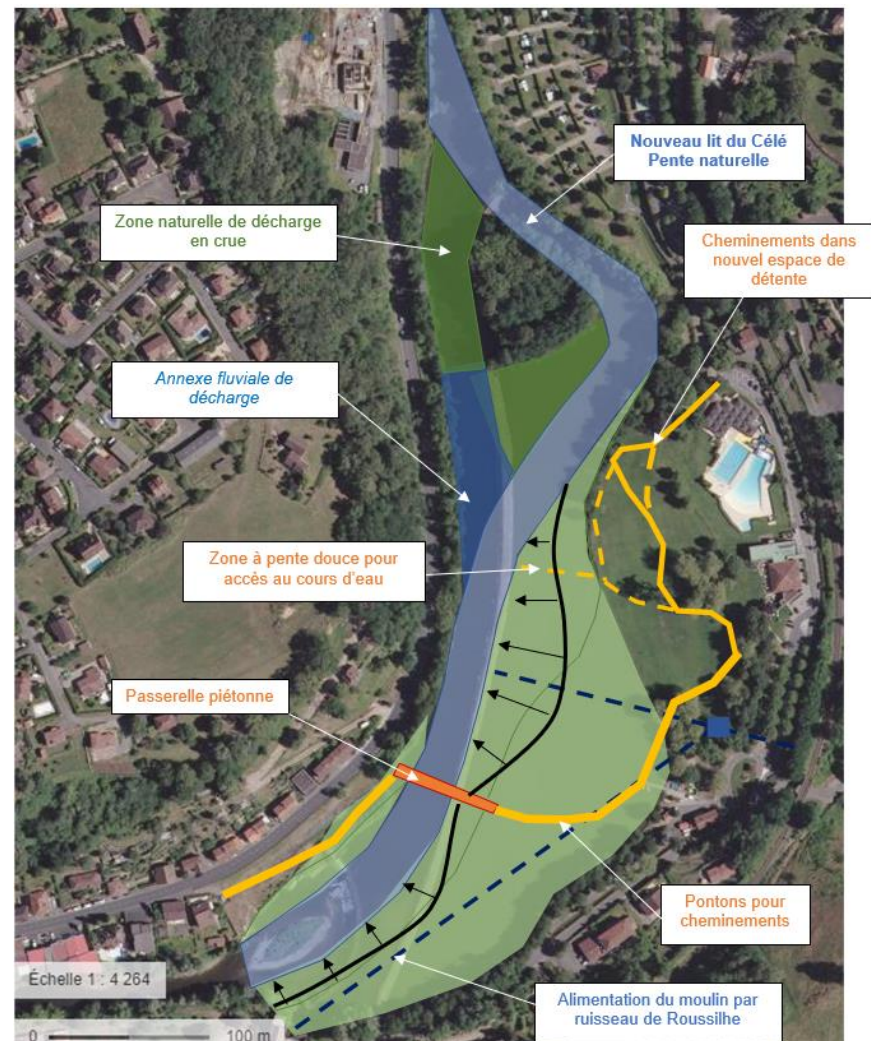 Nouveau lit du Célé
Pente naturelle
Zone naturelle de décharge
en crue
Cheminements dans
nouvel espace de
détente
Annexe fluviale de
décharge
Zone à pente douce pour
accès au cours d'eau
Passerelle piétonne
Pontons pour
cheminements
Échelle 1 : 4 264
Alimentation du moulin par
ruisseau de Roussilhe
0 100 m